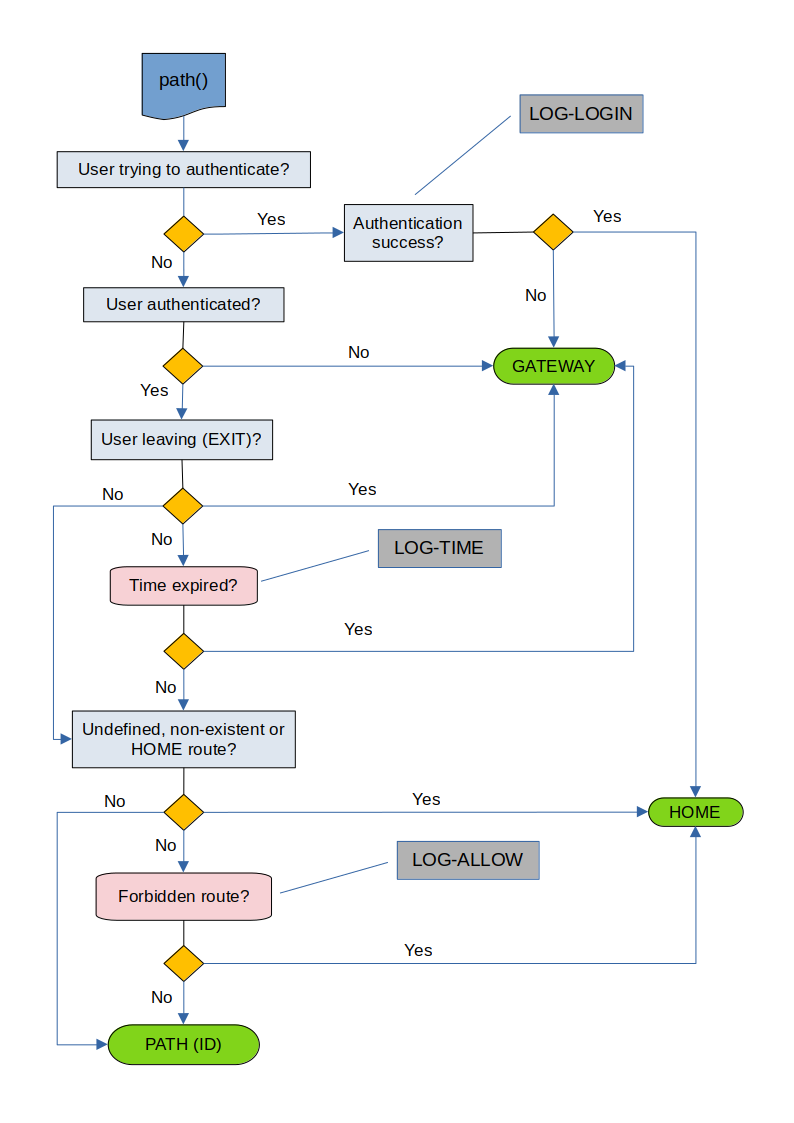 path()
LOG-LOGIN
User trying to authenticate?
Yes
Authentication
success?
Yes
No
User authenticated?
No
No
GATEWAY
Yes
User leaving (EXIT)?
No
Yes
No
LOG-TIME
Time expired?
Yes
No
Undefined, non-existent or
HOME route?
No
Yes
HOME
No
LOG-ALLOW
Forbidden route?
Yes
No
PATH (ID)